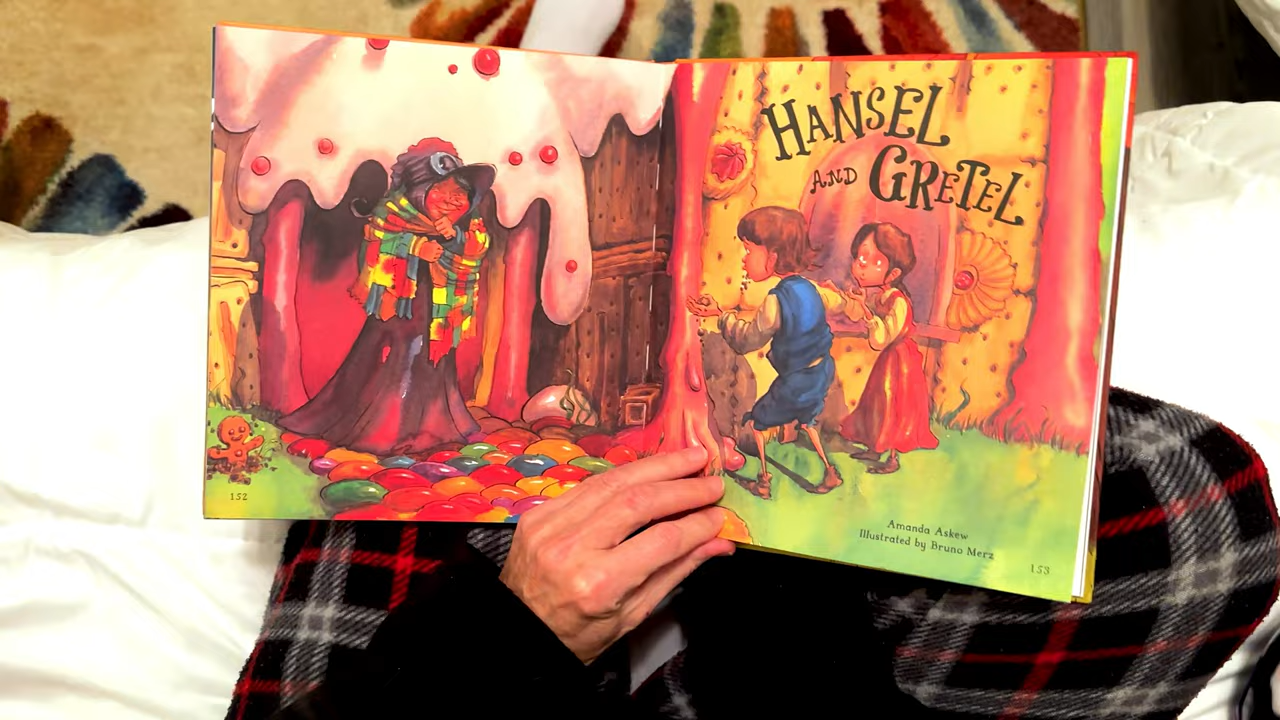 HANSEL
AND GRETEL
Amanda Askew
Illustrated by Bruno Merz
152
153